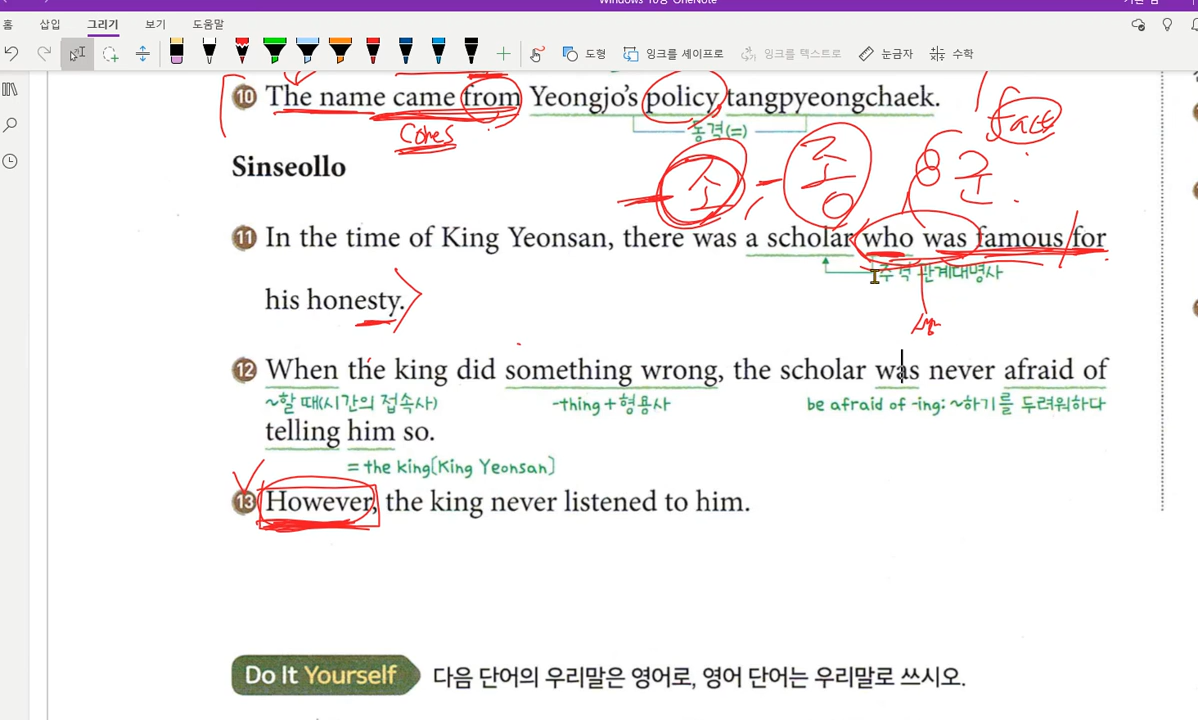 홈 삽입 그리기 보기 도움말
도형 잉크를 셰이프로 잉크를 텍스트로 눈금자 수학
10 The name came from Yeongjo's policy, tangpyeongchaek.
동격(=)
Comes
face
Sinseollo
소
조
8
11 In the time of King Yeonsan, there was a scholar who was famous for
주격 관계대명사
his honesty.
12 When the king did something wrong, the scholar was never afraid of
~할 때(시간의 접속사) -thing+형용사 be afraid of -ing: ~하기를 두려워하다
telling him so.
= the king(King Yeonsan)
13 However, the king never listened to him.
Do It Yourself 다음 단어의 우리말은 영어로, 영어 단어는 우리말로 쓰시오.